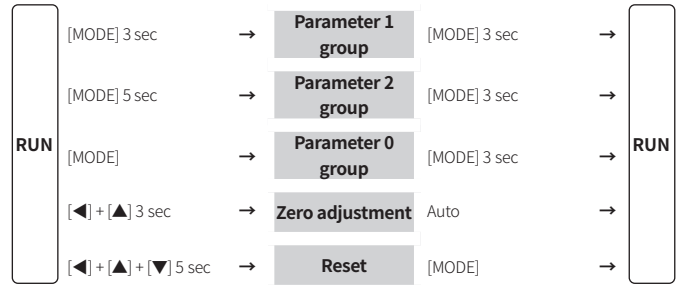 RUN
[MODE] 3 sec → Parameter 1 group [MODE] 3 sec →
[MODE] 5 sec → Parameter 2 group [MODE] 3 sec →
[MODE] → Parameter 0 group [MODE] 3 sec →
[◀] + [▲] 3 sec → Zero adjustment Auto →
[◀] + [▲] + [▼] 5 sec → Reset [MODE] →
RUN